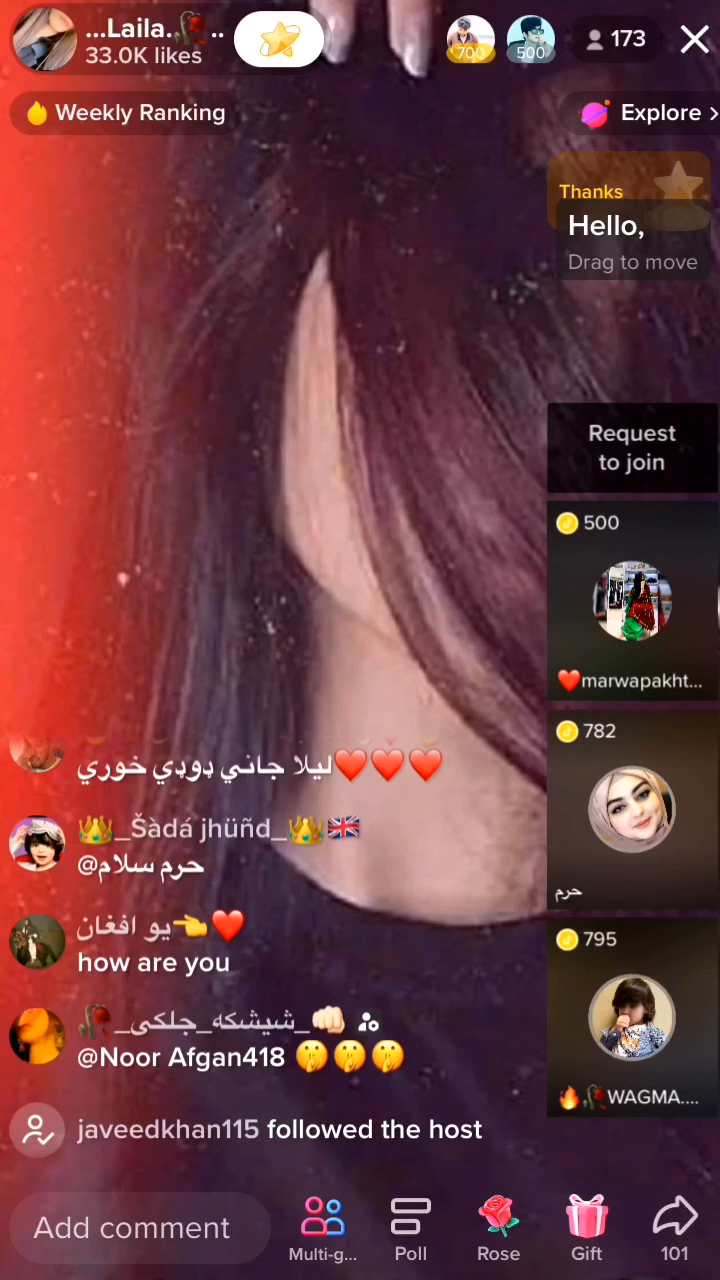 ...Laila.🥀..
33.0K likes
700
500
173
Weekly Ranking
Explore
Thanks
Hello,
Drag to move
Request
to join
500
❤️marwapakht...
782
حرم
795
🔥🥀WAGMA....
ليلا جاني ډوډي خوري❤️❤️❤️
👑_Šàdá jhüñd_👑🇬🇧
@حرم سلام
يو افغان👈❤️
how are you
🥀_شیشکه_جلکی_👊🏻
@Noor Afgan418 🤫🤫🤫
javeedkhan115 followed the host
Add comment
Multi-g...
Poll
Rose
Gift
101